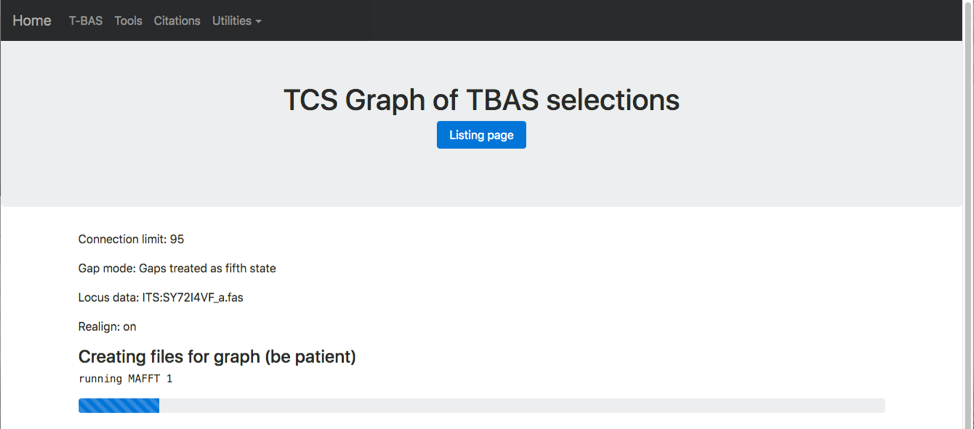 Home T-BAS Tools Citations Utilities
TCS Graph of TBAS selections
Listing page
Connection limit: 95
Gap mode: Gaps treated as fifth state
Locus data: ITS:SY72I4VF_a.fas
Realign: on
Creating files for graph (be patient)
running MAFFT 1